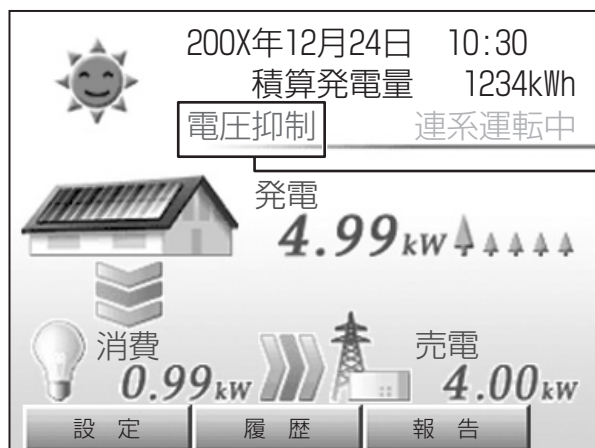 200X年12月24日 10:30
積算発電量 1234kWh
電圧抑制 連系運転中
発電
4.99kW
消費
0.99kW
売電
4.00kW
設定 履歴 報告